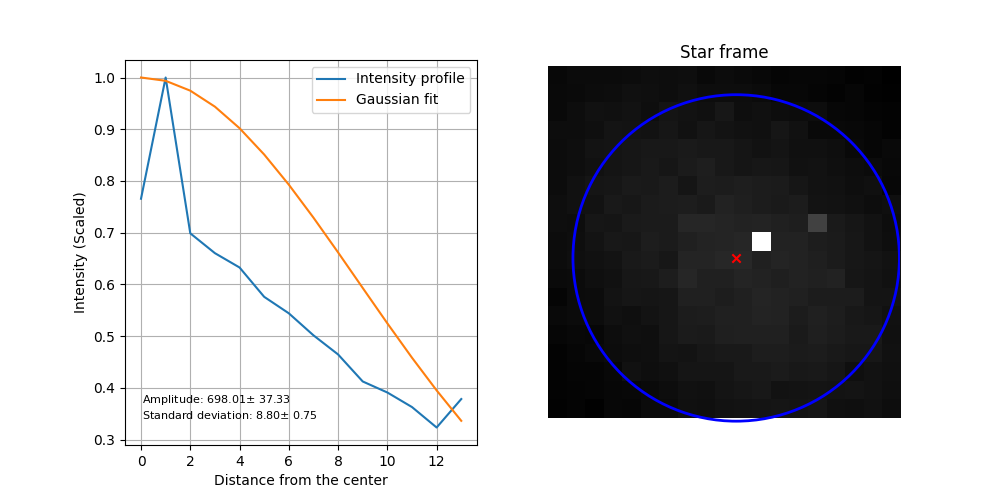 Star frame
Intensity profile
Gaussian fit
1.0
0.9
0.8
0.7
0.6
0.5
0.4
0.3
Intensity (Scaled)
Amplitude: 698.01± 37.33
Standard deviation: 8.80± 0.75
0 2 4 6 8 10 12
Distance from the center